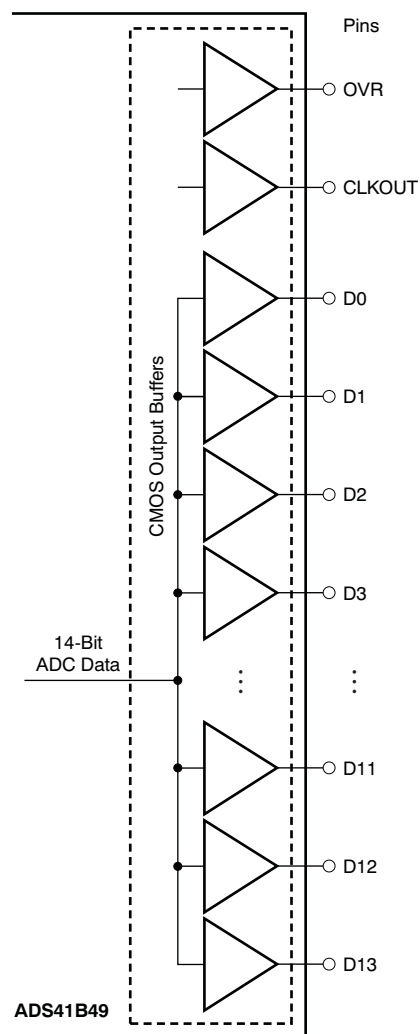 Pins
OVR
CLKOUT
D0
D1
CMOS Output Buffers
D2
D3
14-Bit
ADC Data
D11
D12
D13
ADS41B49